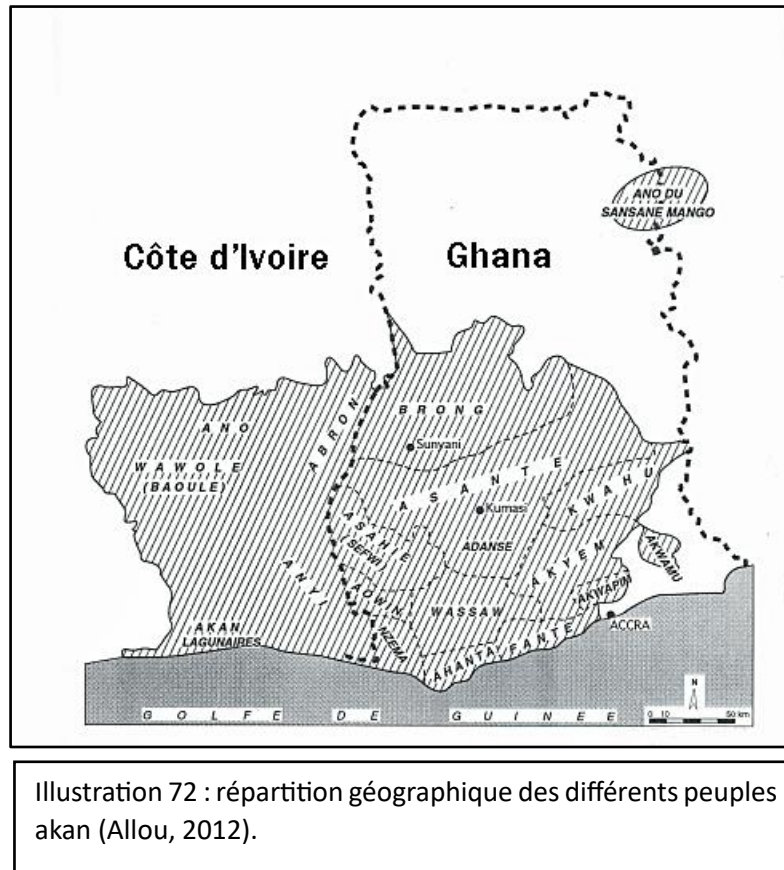 ANO DU
SANSANE MANGO
Côte d'Ivoire
Ghana
ABRON
BRONG
ANO
Sunyani
WAWOLE
(BAOULE)
ASANTE
KWAHU
Kumasi
ASAHIE
(SEFWI)
ADANSE
AKYEM
AKWAMU
ANYI
AOWIN
WASSAW
AKWAPIM
ACCRA
AKAN
LAGUNAIRES
NZEMA
AHANTA
FANTE
N
GOLFE DE GUINEE
0 10 50 km
Illustration 72 : répartition géographique des différents peuples
akan (Allou, 2012).